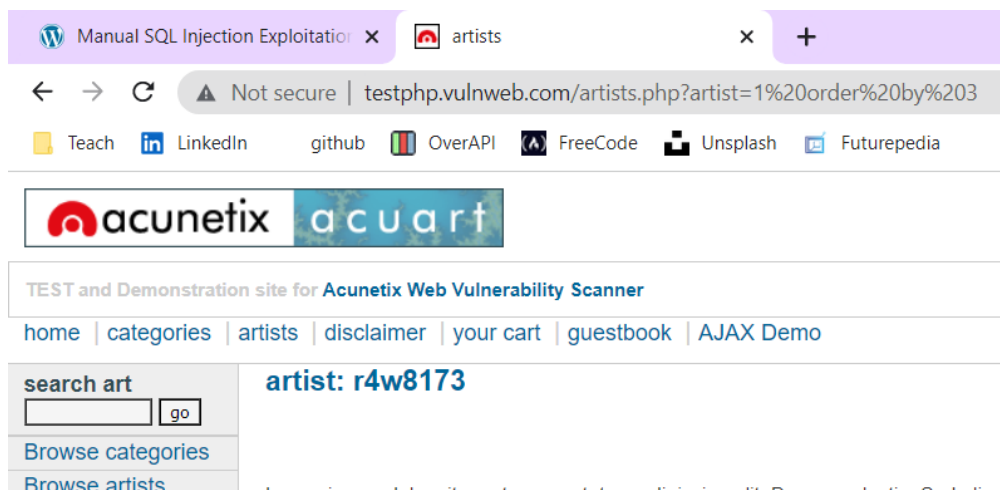 Manual SQL Injection Exploitation
artists
Not secure | testphp.vulnweb.com/artists.php?artist=1%20order%20by%203
Teach LinkedIn github OverAPI FreeCode Unsplash Futurepedia
acunetix acuart
TEST and Demonstration site for Acunetix Web Vulnerability Scanner
home | categories | artists | disclaimer | your cart | guestbook | AJAX Demo
search art
go
Browse categories
Browse artists
artist: r4w8173